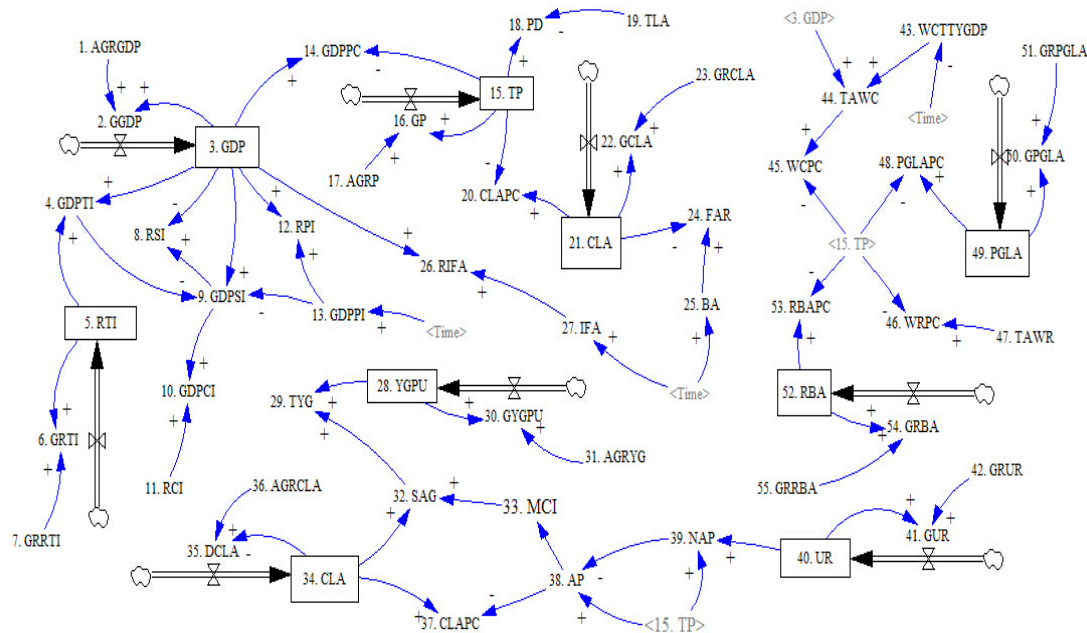 1. AGRGDP
2. GGDP
3. GDP
4. GDPTI
5. RTI
6. GRTI
7. GRRTI
8. RSI
9. GDPSI
10. GDPCI
11. RCI
12. RPI
13. GDPPI
<Time>
14. GDPPC
15. TP
16. GP
17. AGRP
18. PD
19. TLA
20. CLAPC
21. CLA
22. GCLA
23. GRCLA
24. FAR
25. BA
26. RIFA
27. IFA
<Time>
28. YGPU
29. TYG
30. GYGPU
31. AGRYG
32. SAG
33. MCI
34. CLA
35. DCLA
36. AGRCLA
37. CLAPC
38. AP
39. NAP
<15. TP>
40. UR
41. GUR
42. GRUR
<3. GDP>
43. WCTTYGDP
<Time>
44. TAWC
45. WCPC
<15. TP>
46. WRPC
47. TAWR
48. PGLAPC
49. PGLA
50. GPGLA
51. GRPGLA
52. RBA
53. RBAPC
54. GRBA
55. GRRBA